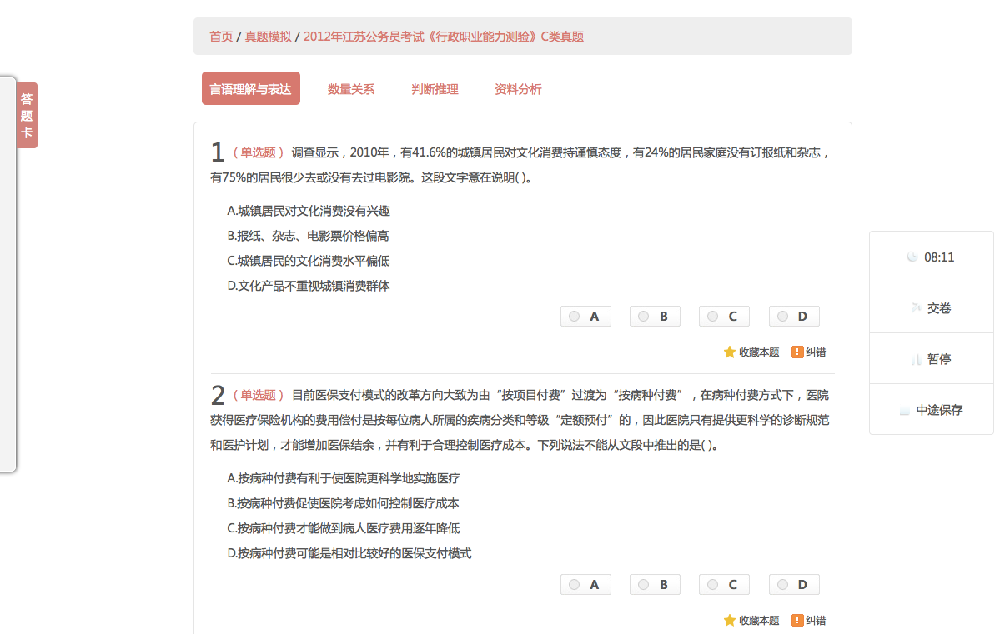 首页 / 真题模拟 / 2012年江苏公务员考试《行政职业能力测验》C类真题
答
题
卡
言语理解与表达 数量关系 判断推理 资料分析
1（单选题） 调查显示，2010年，有41.6%的城镇居民对文化消费持谨慎态度，有24%的居民家庭没有订报纸和杂志，
有75%的居民很少去或没有去过电影院。这段文字意在说明( )。
A.城镇居民对文化消费没有兴趣
B.报纸、杂志、电影票价格偏高
C.城镇居民的文化消费水平偏低
D.文化产品不重视城镇消费群体
A B C D
收藏本题 纠错
2（单选题） 目前医保支付模式的改革方向大致为由“按项目付费”过渡为“按病种付费”，在病种付费方式下，医院
获得医疗保险机构的费用偿付是按每位病人所属的疾病分类和等级“定额预付”的，因此医院只有提供更科学的诊断规范
和医护计划，才能增加医保结余，并有利于合理控制医疗成本。下列说法不能从文段中推出的是( )。
A.按病种付费有利于使医院更科学地实施医疗
B.按病种付费促使医院考虑如何控制医疗成本
C.按病种付费才能做到病人医疗费用逐年降低
D.按病种付费可能是相对比较好的医保支付模式
A B C D
收藏本题 纠错
08:11
交卷
暂停
中途保存